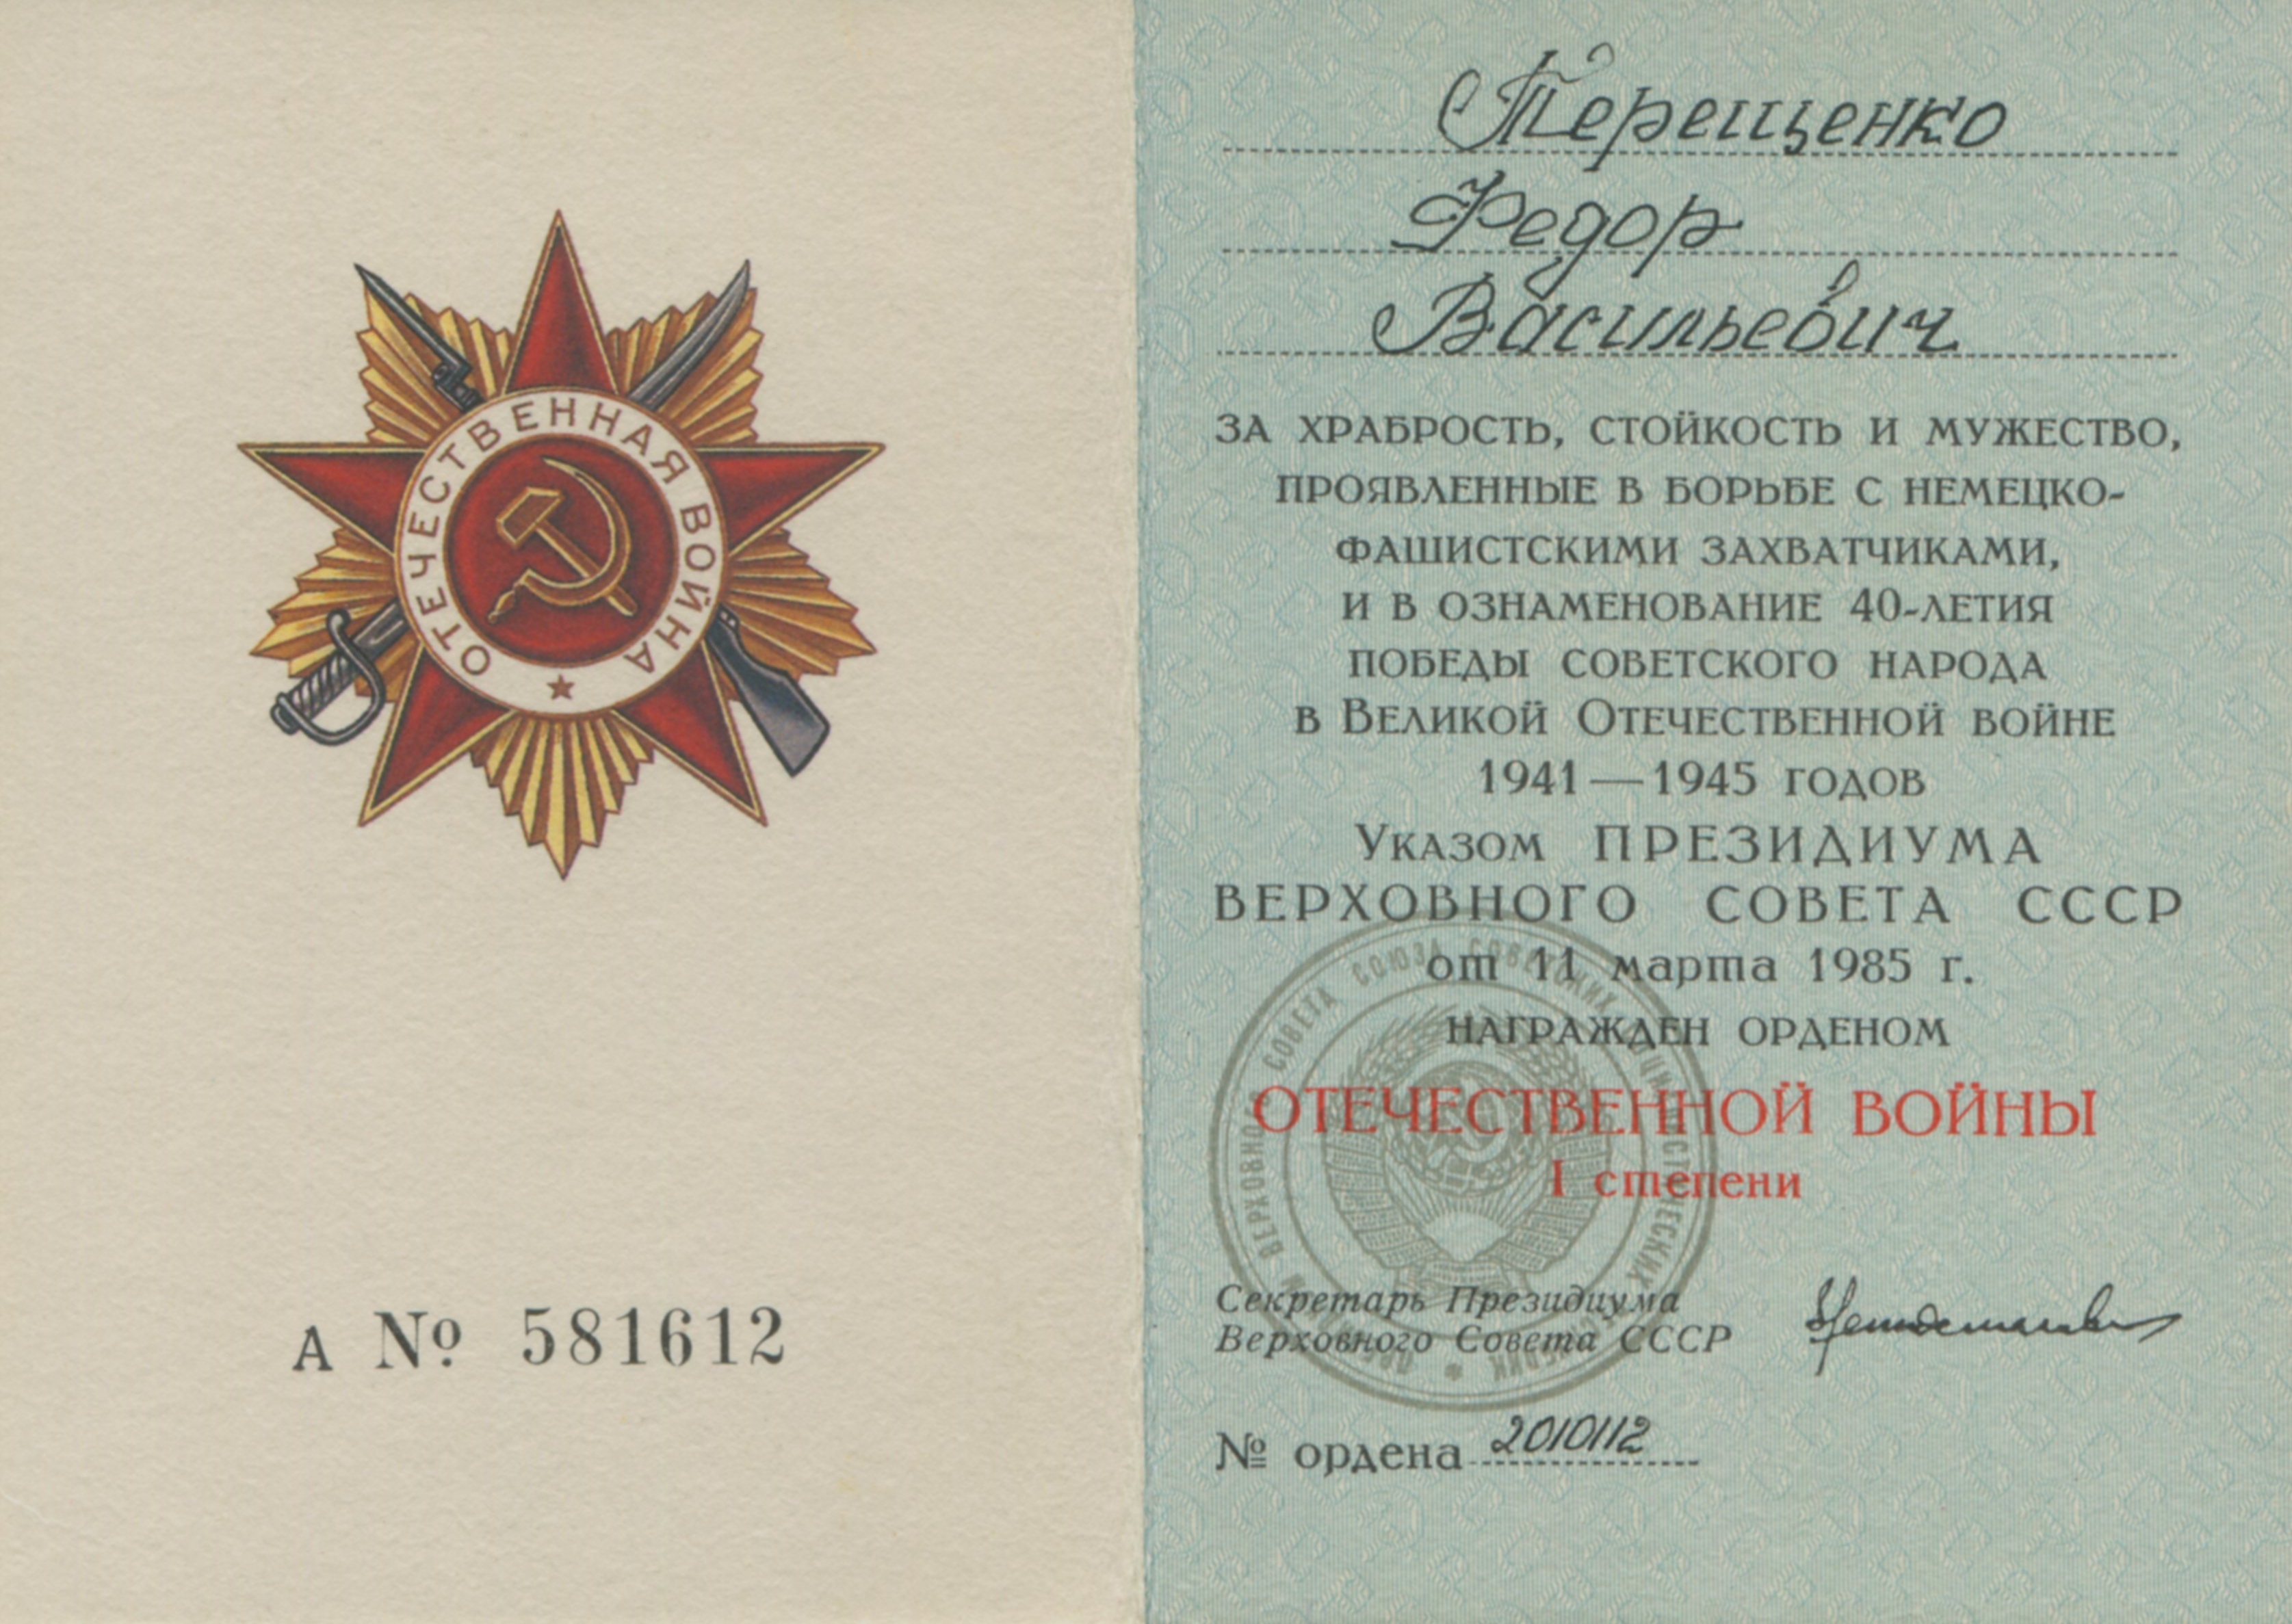 ОТЕЧЕСТВЕННАЯ ВОЙНА
А № 581612
Терещенко
Федор
Васильевич
ЗА ХРАБРОСТЬ, СТОЙКОСТЬ И МУЖЕСТВО,
ПРОЯВЛЕННЫЕ В БОРЬБЕ С НЕМЕЦКО-
ФАШИСТСКИМИ ЗАХВАТЧИКАМИ,
И В ОЗНАМЕНОВАНИЕ 40-ЛЕТИЯ
ПОБЕДЫ СОВЕТСКОГО НАРОДА
В ВЕЛИКОЙ ОТЕЧЕСТВЕННОЙ ВОЙНЕ
1941—1945 ГОДОВ
УКАЗОМ ПРЕЗИДИУМА
ВЕРХОВНОГО СОВЕТА СССР
от 11 марта 1985 г.
НАГРАЖДЕН ОРДЕНОМ
ОТЕЧЕСТВЕННОЙ ВОЙНЫ
I степени
Секретарь Президиума
Верховного Совета СССР
№ ордена 2010112